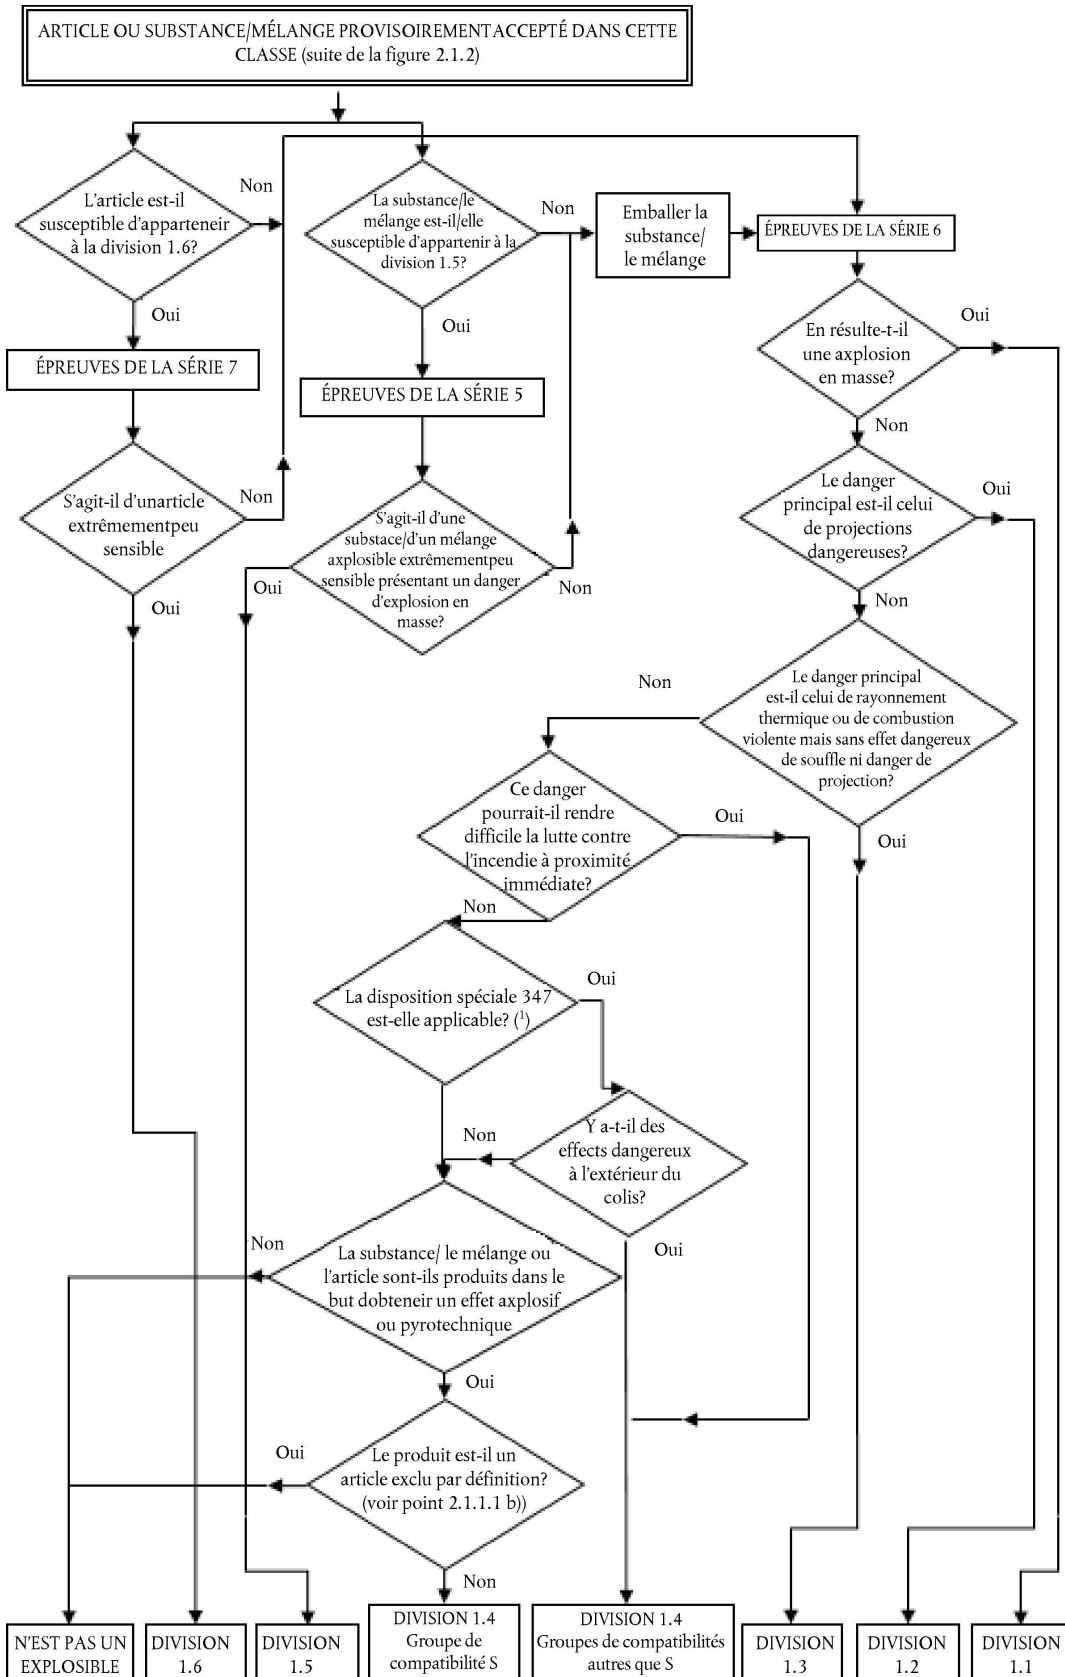 ARTICLE OU SUBSTANCE/MÉLANGE PROVISOIREMENT ACCEPTÉ DANS CETTE
CLASSE (suite de la figure 2.1.2)
L'article est-il
susceptible d'apparteneir
à la division 1.6?
Non
Oui
La substance/le
mélange est-il/elle
susceptible d'appartenir à la
division 1.5?
Non
Oui
Emballer la
substance/
le mélange
ÉPREUVES DE LA SÉRIE 6
En résulte-t-il
une axplosion
en masse?
Oui
Non
ÉPREUVES DE LA SÉRIE 7
ÉPREUVES DE LA SÉRIE 5
S'agit-il d'unarticle
extrêmementpeu
sensible
Non
Oui
S'agit-il d'une
substace/d'un mélange
axplosible extrêmementpeu
sensible présentant un danger
d'explosion en
masse?
Oui
Non
Le danger
principal est-il celui
de projections
dangereuses?
Oui
Non
Le danger principal
est-il celui de rayonnement
thermique ou de combustion
violente mais sans effet dangereux
de souffle ni danger de
projection?
Non
Oui
Ce danger
pourrait-il rendre
difficile la lutte contre
l'incendie à proximité
immédiate?
Oui
Non
La disposition spéciale 347
est-elle applicable? (1)
Oui
Y a-t-il des
effects dangereux
à l'extérieur du
colis?
Non
Oui
La substance/ le mélange ou
l'article sont-ils produits dans le
but dobteneir un effet axplosif
ou pyrotechnique
Non
Oui
Le produit est-il un
article exclu par définition?
(voir point 2.1.1.1 b))
Oui
Non
N'EST PAS UN
EXPLOSIBLE
DIVISION
1.6
DIVISION
1.5
DIVISION 1.4
Groupe de
compatibilité S
DIVISION 1.4
Groupes de compatibilités
autres que S
DIVISION
1.3
DIVISION
1.2
DIVISION
1.1